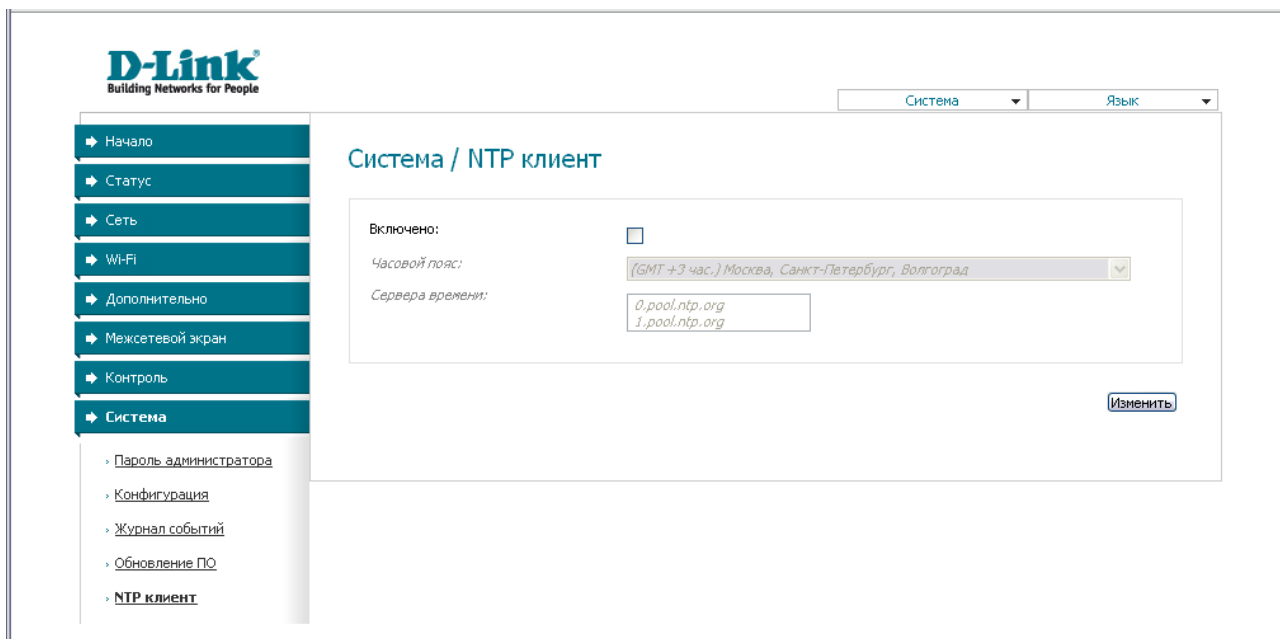 D-Link
Building Networks for People
Система
Язык
Начало
Статус
Сеть
Wi-Fi
Дополнительно
Межсетевой экран
Контроль
Система
Пароль администратора
Конфигурация
Журнал событий
Обновление ПО
NTP клиент
Система / NTP клиент
Включено:
Часовой пояс:
(GMT +3 час.) Москва, Санкт-Петербург, Волгоград
Сервера времени:
0.pool.ntp.org
1.pool.ntp.org
Изменить